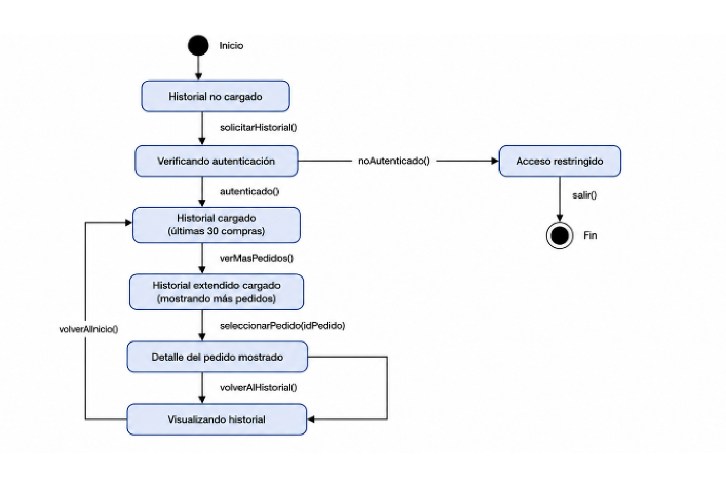 Inicio
Historial no cargado
solicitarHistorial()
Verificando autenticación
noAutenticado()
Acceso restringido
autenticado()
salir()
Historial cargado
(últimas 30 compras)
Fin
verMasPedidos()
Historial extendido cargado
(mostrando más pedidos)
seleccionarPedido(idPedido)
volverAlInicio()
Detalle del pedido mostrado
volverAlHistorial()
Visualizando historial